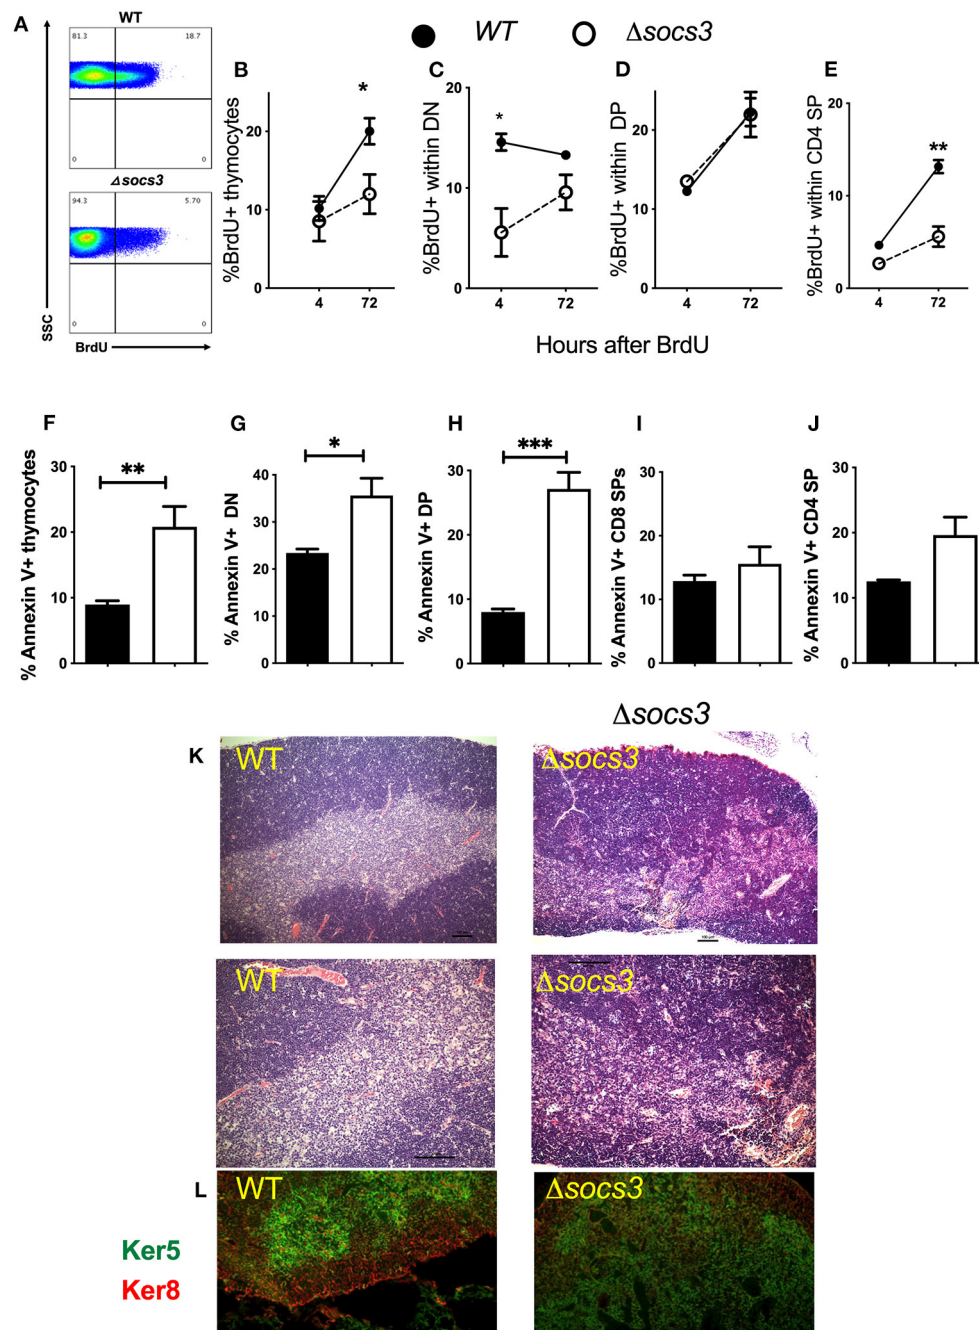 A
WT
81.3 18.7
0 0
Δsocs3
94.3 5.70
0 0
SSC
BrdU
WT Δsocs3
B
%BrdU+ thymocytes
20
10
0
*
4 72
C
%BrdU+ within DN
20
10
0
*
4 72
D
%BrdU+ within DP
20
10
0
4 72
E
%BrdU+ within CD4 SP
20
10
0
**
4 72
Hours after BrdU
F
% Annexin V+ thymocytes
30
20
10
0
**
G
% Annexin V+ DN
40
30
20
10
0
*
H
% Annexin V+ DP
30
20
10
0
***
I
% Annexin V+ CD8 SPs
30
20
10
0
J
% Annexin V+ CD4 SP
30
20
10
0
Δsocs3
K
WT
Δsocs3
100 µm
WT
Δsocs3
L
WT
Δsocs3
Ker5
Ker8